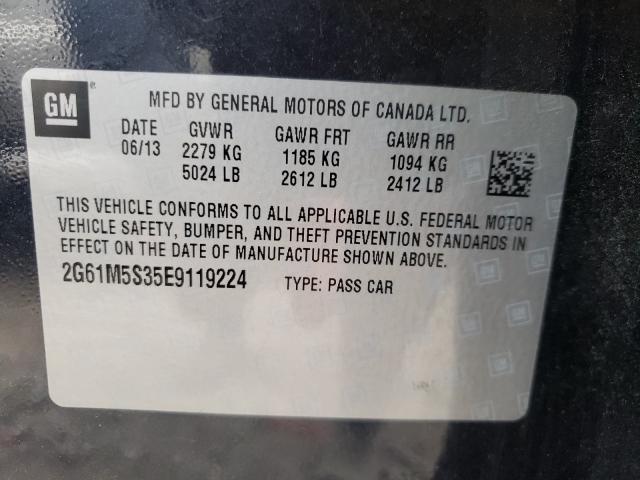 GM
®
MFD BY GENERAL MOTORS OF CANADA LTD.
DATE GVWR GAWR FRT GAWR RR
06/13 2279 KG 1185 KG 1094 KG
5024 LB 2612 LB 2412 LB
THIS VEHICLE CONFORMS TO ALL APPLICABLE U.S. FEDERAL MOTOR
VEHICLE SAFETY, BUMPER, AND THEFT PREVENTION STANDARDS IN
EFFECT ON THE DATE OF MANUFACTURE SHOWN ABOVE.
2G61M5S35E9119224 TYPE: PASS CAR